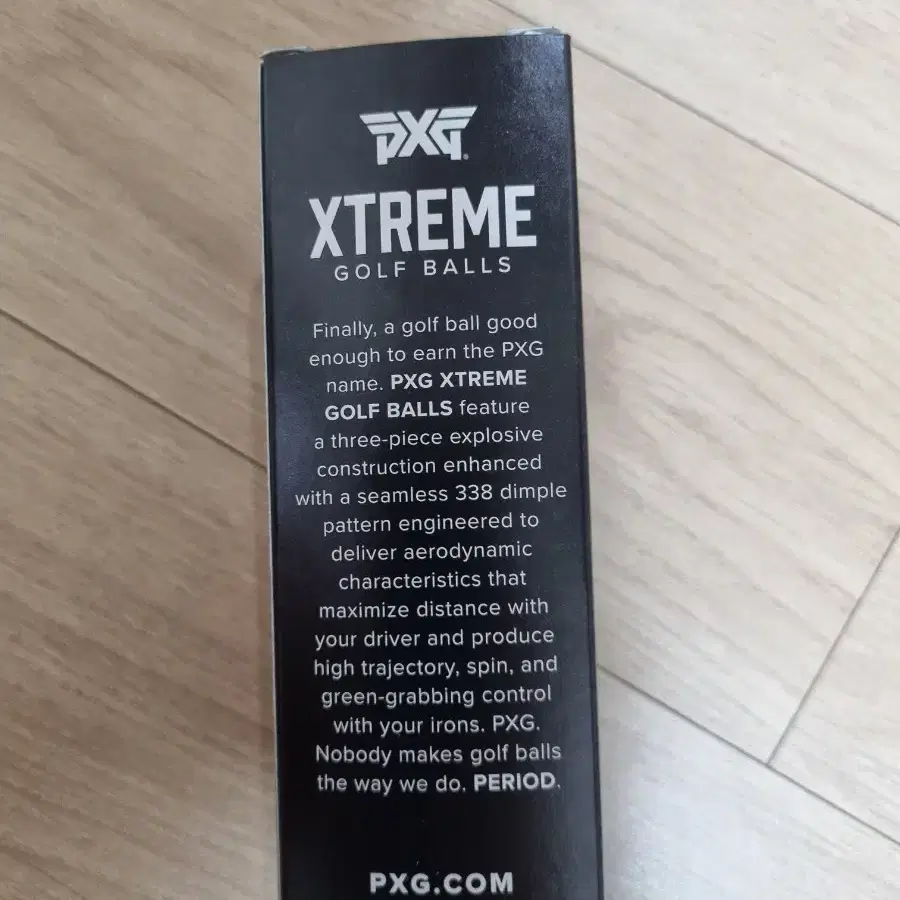 PXG
XTREME
GOLF BALLS
Finally, a golf ball good
enough to earn the PXG
name. PXG XTREME
GOLF BALLS feature
a three-piece explosive
construction enhanced
with a seamless 338 dimple
pattern engineered to
deliver aerodynamic
characteristics that
maximize distance with
your driver and produce
high trajectory, spin, and
green-grabbing control
with your irons. PXG.
Nobody makes golf balls
the way we do. PERIOD.
PXG.COM